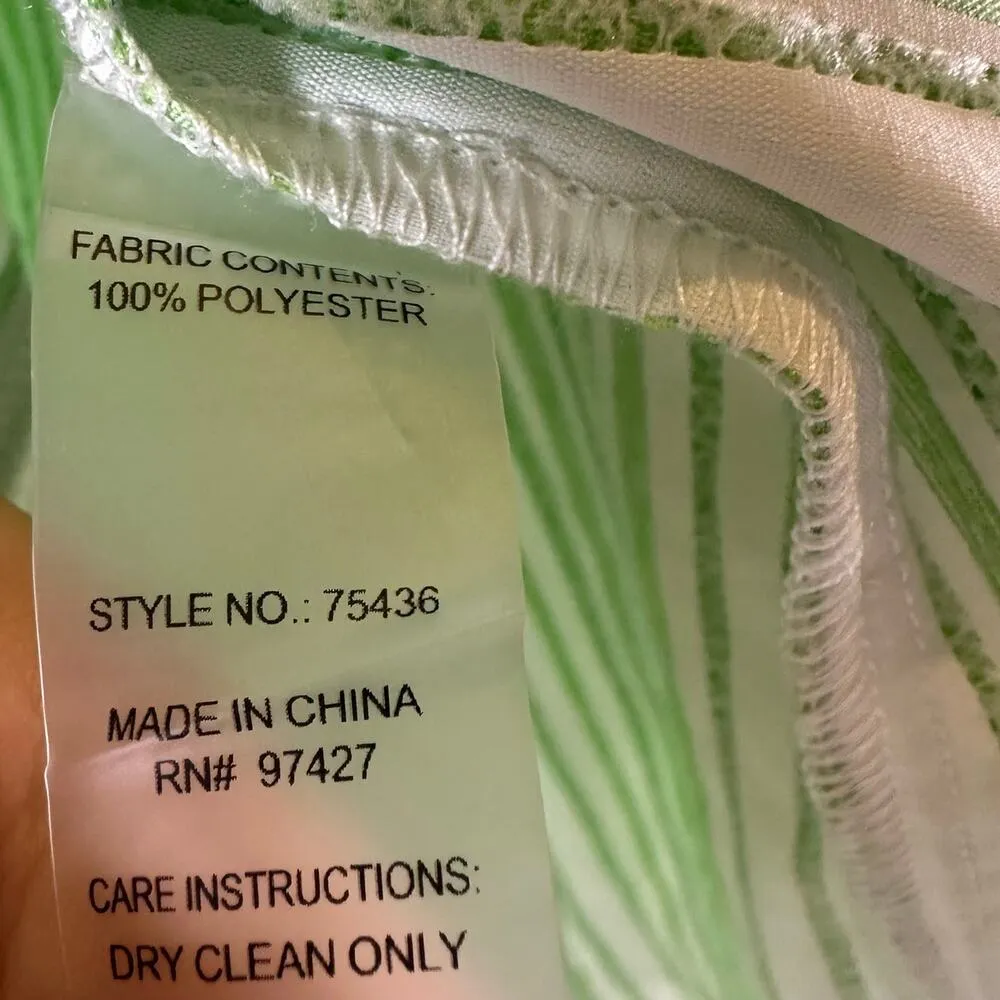 FABRIC CONTENTS:
100% POLYESTER
STYLE NO.: 75436
MADE IN CHINA
RN# 97427
CARE INSTRUCTIONS:
DRY CLEAN ONLY